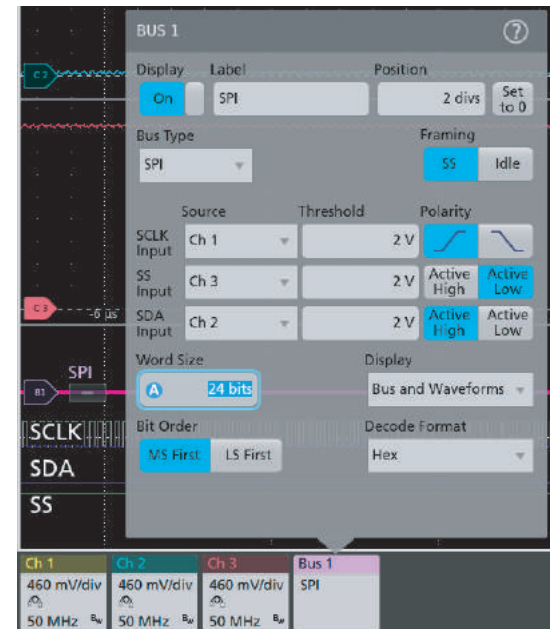 BUS 1
?
Display Label Position
On SPI 2 divs Set to 0
Bus Type Framing
SPI SS Idle
Source Threshold Polarity
SCLK Input Ch 1 2 V
SS Input Ch 3 2 V Active High Active Low
SDA Input Ch 2 2 V Active High Active Low
Word Size Display
A 24 bits Bus and Waveforms
Bit Order Decode Format
MS First LS First Hex
C2
C3
-6 µs
SPI
B1
SCLK
SDA
SS
Ch 1 Ch 2 Ch 3 Bus 1
460 mV/div 460 mV/div 460 mV/div SPI
50 MHz Bw 50 MHz Bw 50 MHz Bw